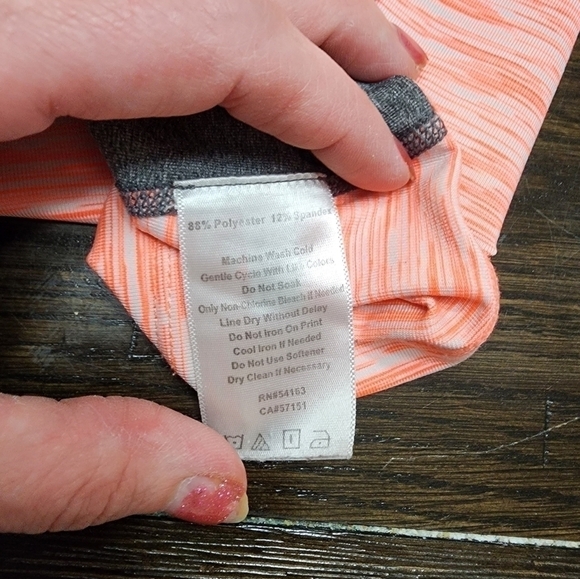 88% Polyester 12% Spandex
Machine Wash Cold
Gentle Cycle With Like Colors
Do Not Soak
Only Non-Chlorine Bleach if Needed
Line Dry Without Delay
Do Not Iron On Print
Cool Iron If Needed
Do Not Use Softener
Dry Clean If Necessary
RN#54163
CA#57151